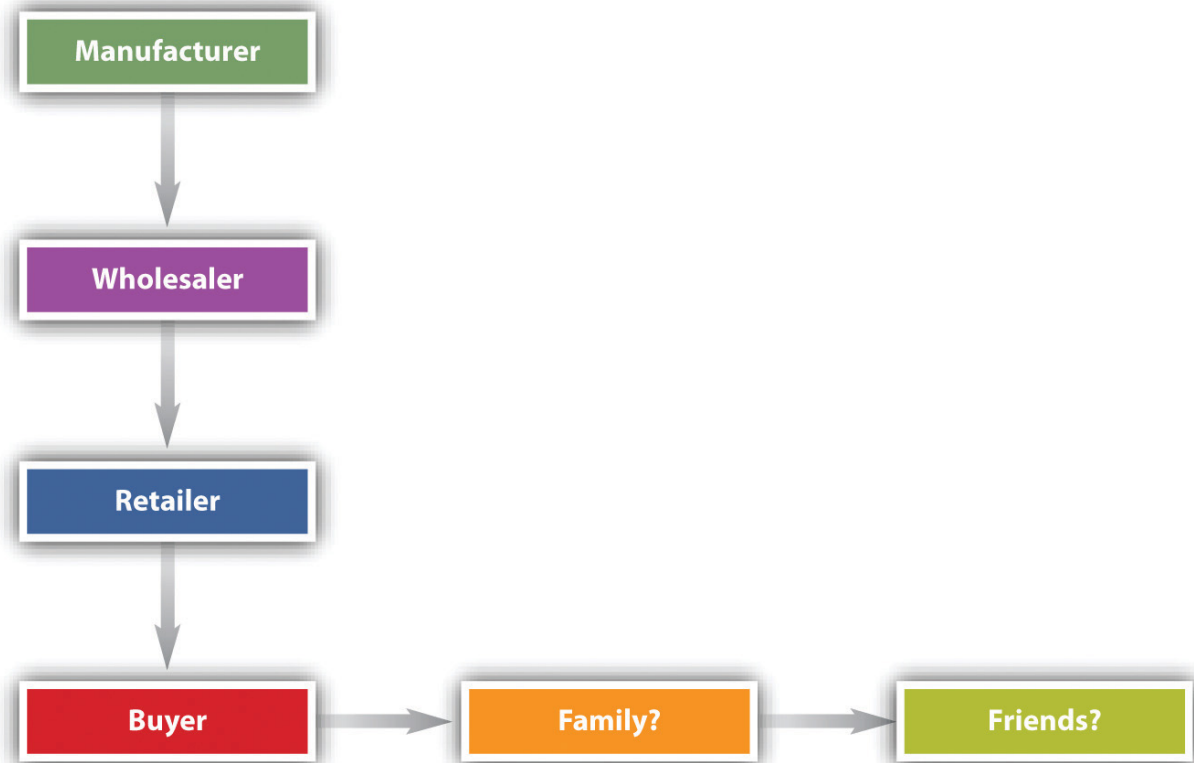 Manufacturer
Wholesaler
Retailer
Buyer
Family?
Friends?